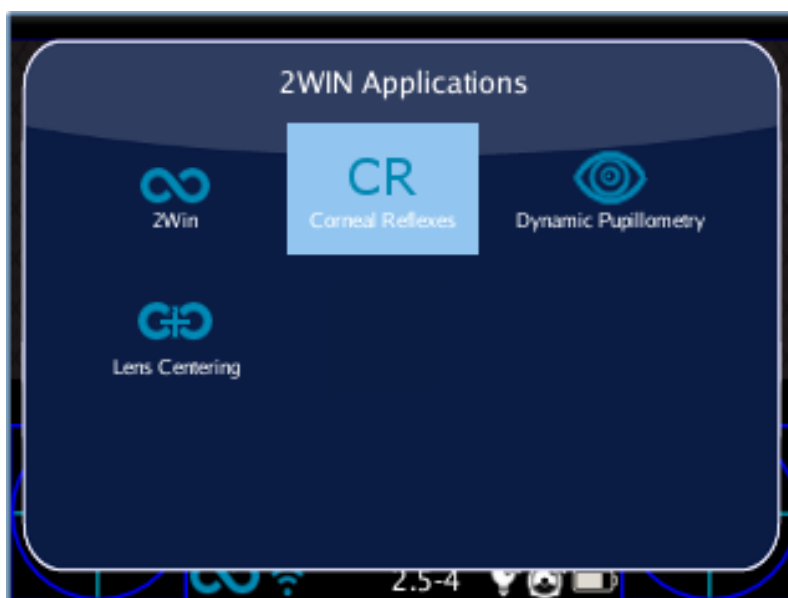 2WIN Applications
CR
2Win
Corneal Reflexes
Dynamic Pupillometry
Lens Centering
2.5-4